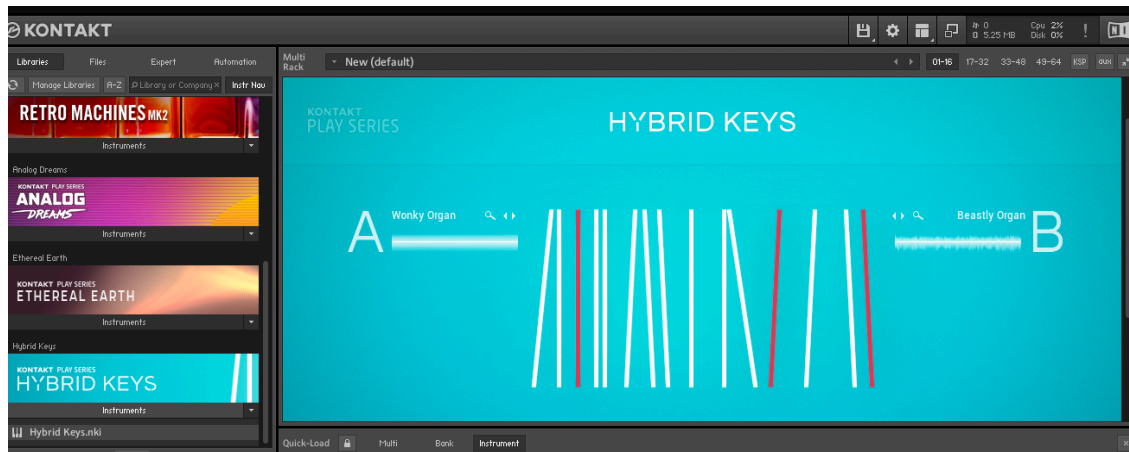 KONTAKT
0
0 5.25 MB
Cpu 2%
Disk 0%
!
NI
Libraries Files Expert Automation
Manage Libraries A-Z Library or Company × Instr Nav
RETRO MACHINES MK2
Instruments
Analog Dreams
KONTAKT PLAY SERIES
ANALOG
DREAMS
Instruments
Ethereal Earth
KONTAKT PLAY SERIES
ETHEREAL EARTH
Instruments
Hybrid Keys
KONTAKT PLAY SERIES
HYBRID KEYS
Instruments
Hybrid Keys.nki
Multi
Rack
New (default)
01-16 17-32 33-48 49-64 KSP aux
KONTAKT
PLAY SERIES
HYBRID KEYS
A Wonky Organ
Beastly Organ B
Quick-Load Multi Bank Instrument ×